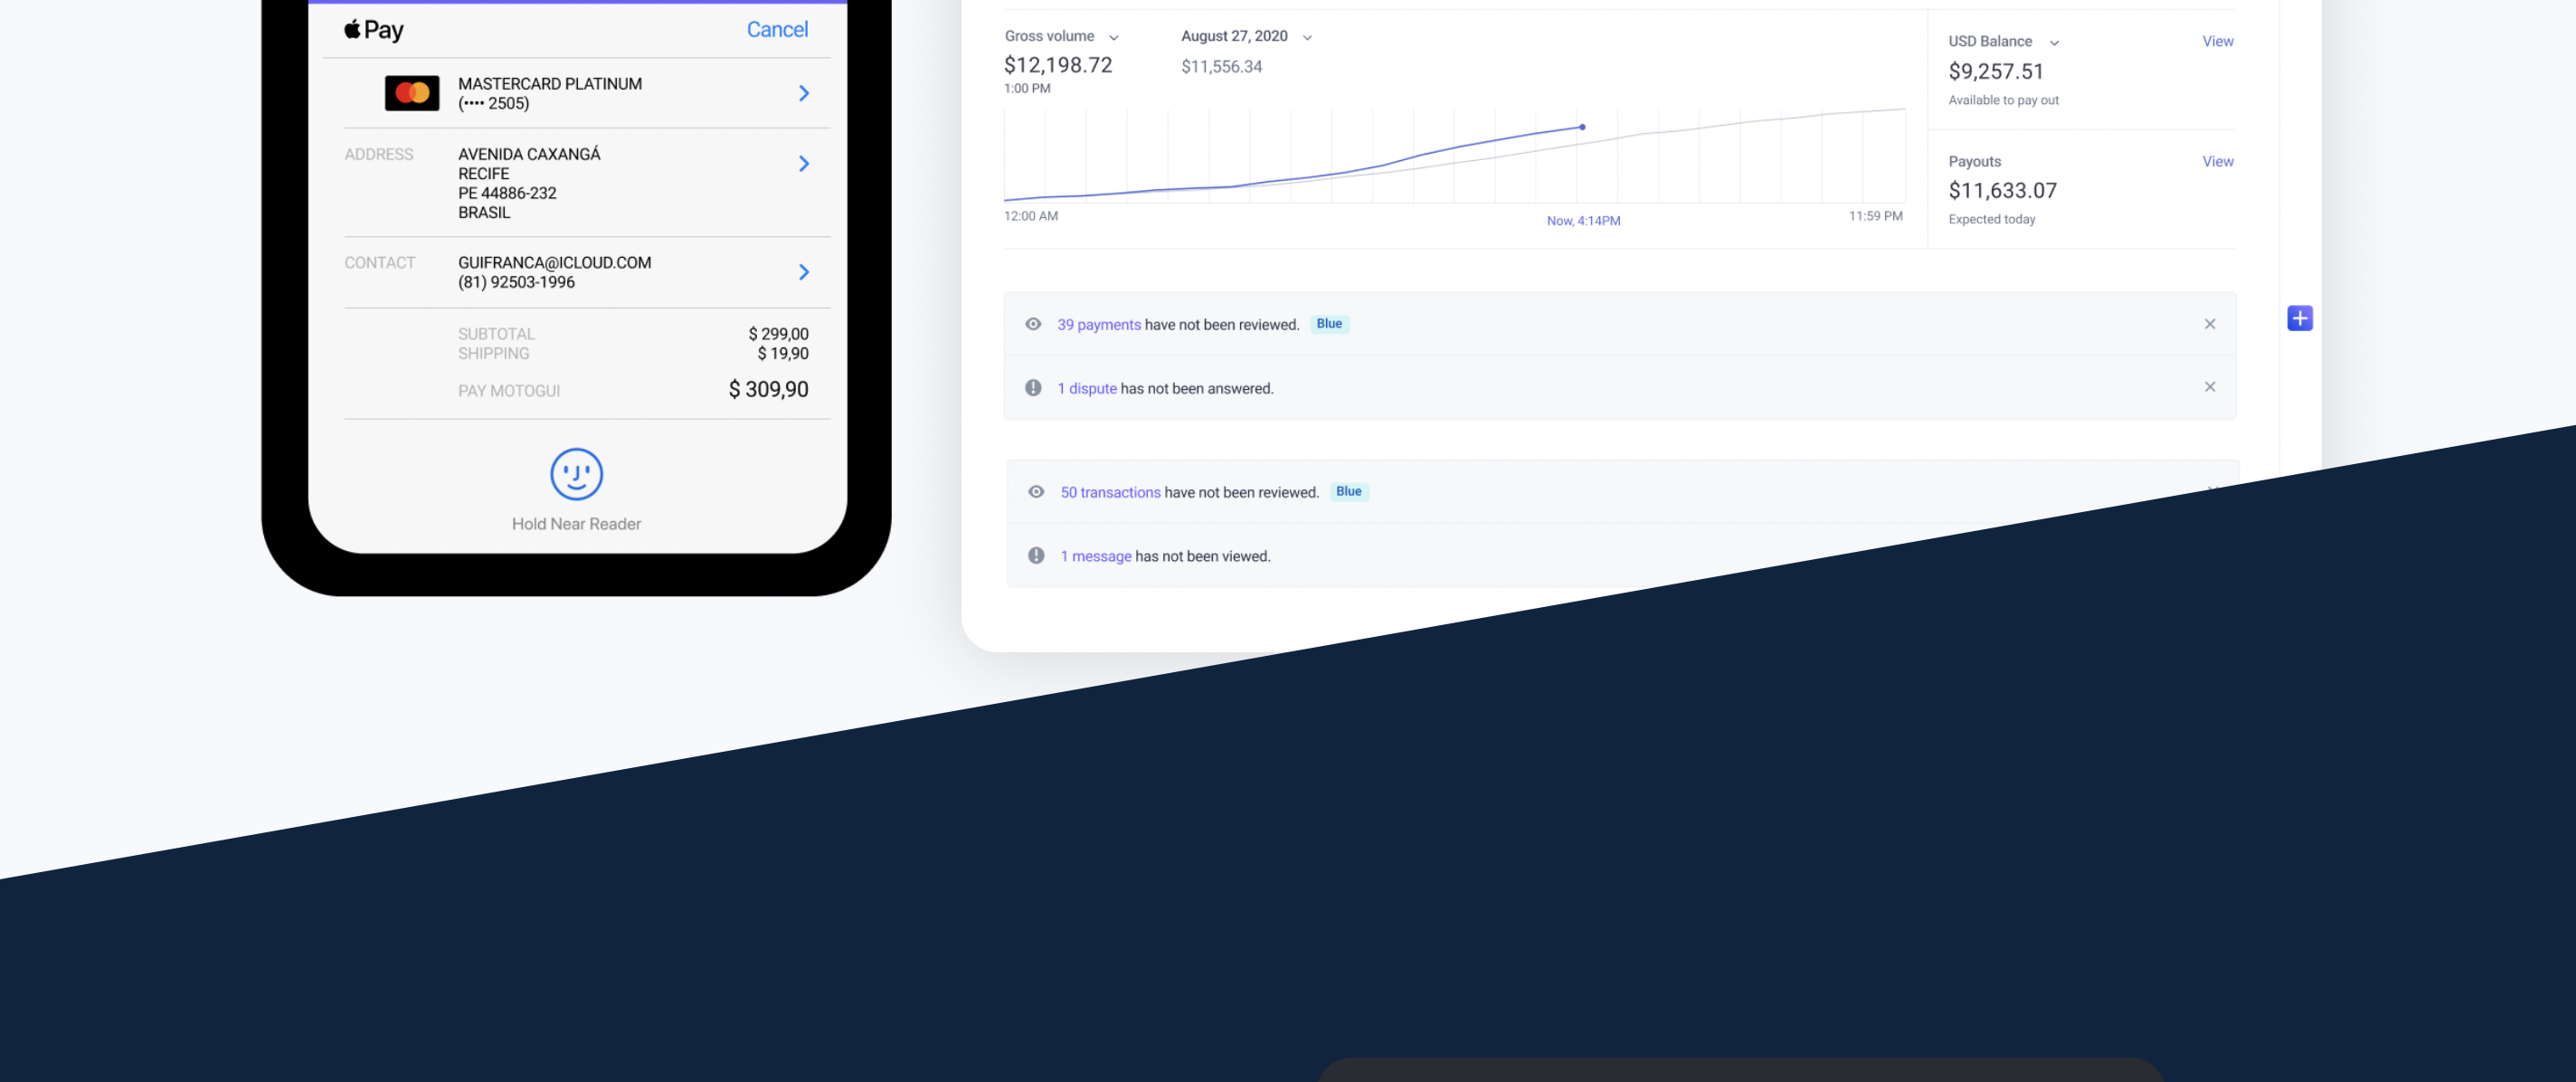 Pay Cancel
MASTERCARD PLATINUM
(•••• 2505)
ADDRESS AVENIDA CAXANGÁ
RECIFE
PE 44886-232
BRASIL
CONTACT GUIFRANCA@ICLOUD.COM
(81) 92503-1996
SUBTOTAL $ 299,00
SHIPPING $ 19,90
PAY MOTOGUI $ 309,90
Hold Near Reader
Gross volume August 27, 2020
$12,198.72 $11,556.34
1:00 PM
12:00 AM Now, 4:14PM 11:59 PM
USD Balance View
$9,257.51
Available to pay out
Payouts View
$11,633.07
Expected today
39 payments have not been reviewed. Blue
1 dispute has not been answered.
50 transactions have not been reviewed. Blue
1 message has not been viewed.